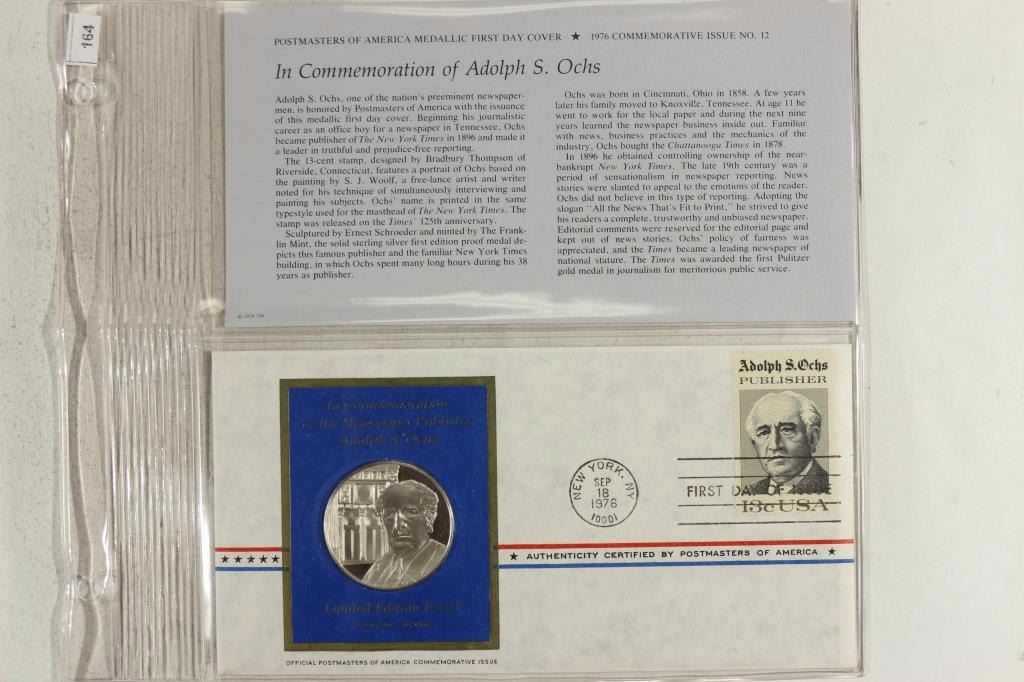 164
POSTMASTERS OF AMERICA MEDALLIC FIRST DAY COVER ★ 1976 COMMEMORATIVE ISSUE NO. 12
In Commemoration of Adolph S. Ochs
Adolph S. Ochs, one of the nation's preeminent newspaper-
men, is honored by Postmasters of America with the issuance
of this medallic first day cover. Beginning his journalistic
career as an office boy for a newspaper in Tennessee, Ochs
became publisher of The New York Times in 1896 and made it
a leader in truthful and prejudice-free reporting.
The 13-cent stamp, designed by Bradbury Thompson of
Riverside, Connecticut, features a portrait of Ochs based on
the painting by S. J. Woolf, a free-lance artist and writer
noted for his technique of simultaneously interviewing and
painting his subjects. Ochs' name is printed in the same
typestyle used for the masthead of The New York Times. The
stamp was released on the Times' 125th anniversary.
Sculptured by Ernest Schroeder and minted by The Frank-
lin Mint, the solid sterling silver first edition proof medal de-
picts this famous publisher and the familiar New York Times
building, in which Ochs spent many long hours during his 38
years as publisher.
Ochs was born in Cincinnati, Ohio in 1858. A few years
later his family moved to Knoxville, Tennessee. At age 11 he
went to work for the local paper and during the next nine
years learned the newspaper business inside out. Familiar
with news, business practices and the mechanics of the
industry, Ochs bought the Chattanooga Times in 1878.
In 1896 he obtained controlling ownership of the near-
bankrupt New York Times. The late 19th century was a
period of sensationalism in newspaper reporting. News
stories were slanted to appeal to the emotions of the reader.
Ochs did not believe in this type of reporting. Adopting the
slogan "All the News That's Fit to Print," he strived to give
his readers a complete, trustworthy and unbiased newspaper.
Editorial comments were reserved for the editorial page and
kept out of news stories. Ochs' policy of fairness was
appreciated, and the Times became a leading newspaper of
national stature. The Times was awarded the first Pulitzer
gold medal in journalism for meritorious public service.
© 1976 FM
In Commemoration
of the Newspaper Publisher
Adolph S. Ochs
Limited Edition Proof
STERLING SILVER
OFFICIAL POSTMASTERS OF AMERICA COMMEMORATIVE ISSUE
NEW YORK, NY
SEP
18
1976
10001
Adolph S. Ochs
PUBLISHER
FIRST DAY OF ISSUE
13c USA
★ AUTHENTICITY CERTIFIED BY POSTMASTERS OF AMERICA ★